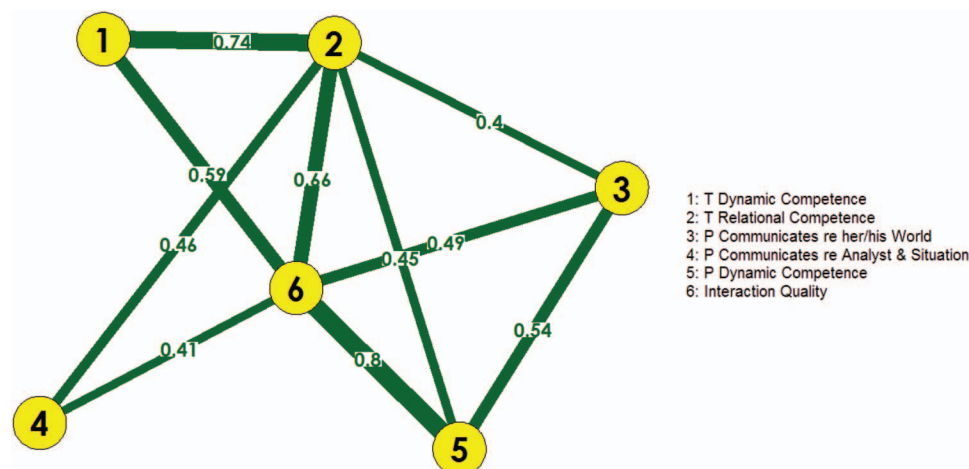 1
0.74
2
0.4
0.59
0.66
3
0.46
0.45
0.49
6
0.54
0.41
0.8
4
5
1: T Dynamic Competence
2: T Relational Competence
3: P Communicates re her/his World
4: P Communicates re Analyst & Situation
5: P Dynamic Competence
6: Interaction Quality